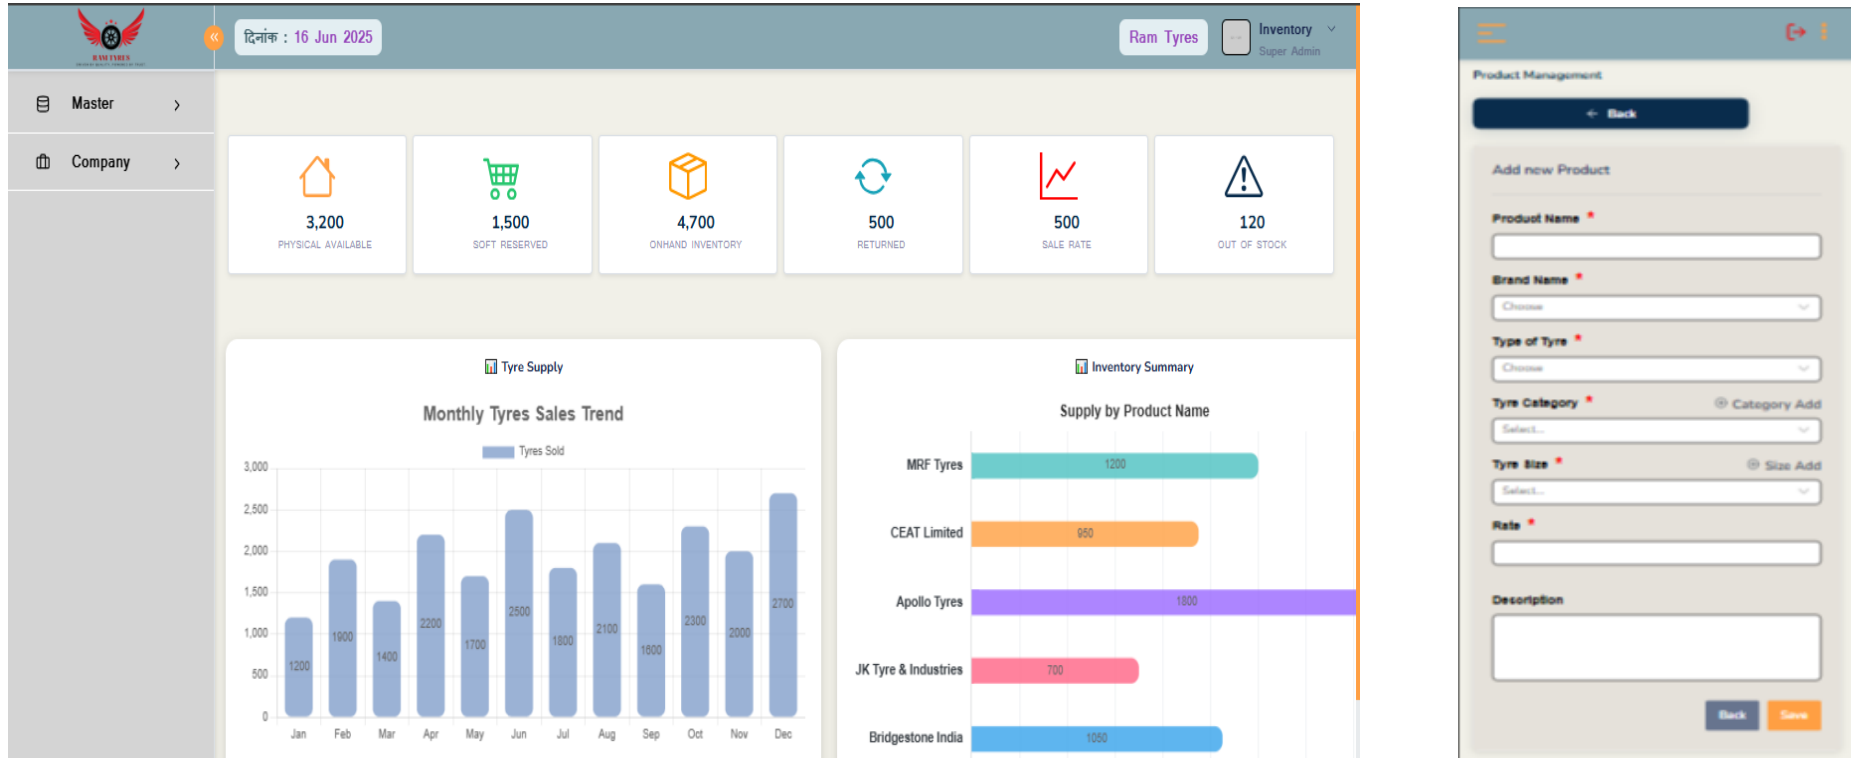 RAM TYRES
«
दिनांक : 16 Jun 2025
Ram Tyres
Inventory
Super Admin
Master
Company
3,200
PHYSICAL AVAILABLE
1,500
SOFT RESERVED
4,700
ONHAND INVENTORY
500
RETURNED
500
SALE RATE
120
OUT OF STOCK
Tyre Supply
Monthly Tyres Sales Trend
Tyres Sold
3,000
2,500
2,000
1,500
1,000
500
0
1200
1900
1400
2200
1700
2500
1800
2100
1600
2300
2000
2700
Jan Feb Mar Apr May Jun Jul Aug Sep Oct Nov Dec
Inventory Summary
Supply by Product Name
MRF Tyres 1200
CEAT Limited 950
Apollo Tyres 1800
JK Tyre & Industries 700
Bridgestone India 1050
Product Management
← Back
Add new Product
Product Name *
Brand Name *
Choose
Type of Tyre *
Choose
Tyre Category * Category Add
Select...
Tyre Size * Size Add
Select...
Rate *
Description
Back Save